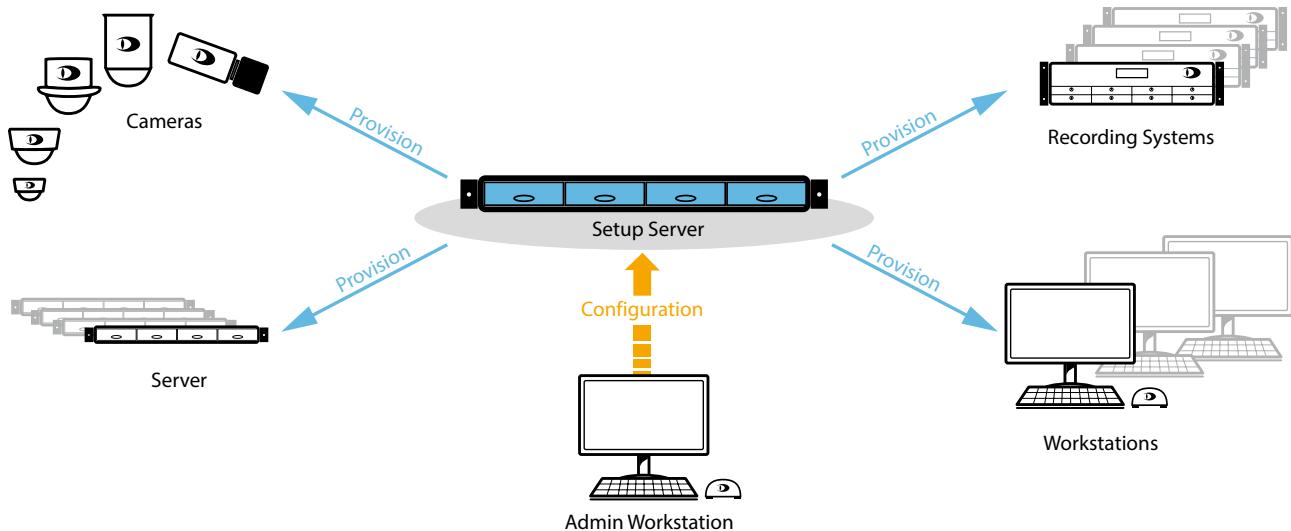 Cameras
Provision
Provision
Recording Systems
Setup Server
Provision
Provision
Configuration
Server
Workstations
Admin Workstation